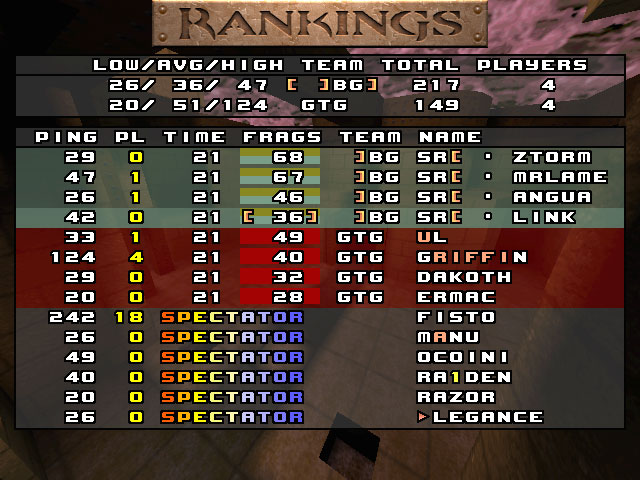 RANKINGS
LOW/AVG/HIGH TEAM TOTAL PLAYERS
26/ 36/ 47 [ ]BG] 217 4
20/ 51/124 GTG 149 4
PING PL TIME FRAGS TEAM NAME
29 0 21 68 ]BG SR[ · ZTORM
47 1 21 67 ]BG SR[ · MRLAME
26 1 21 46 ]BG SR[ · ANGUA
42 0 21 [ 36] ]BG SR[ · LINK
33 1 21 49 GTG UL
124 4 21 40 GTG GRIFFIN
29 0 21 32 GTG DAKOTH
20 0 21 28 GTG ERMAC
242 18 SPECTATOR FISTO
26 0 SPECTATOR MANU
49 0 SPECTATOR OCOINI
40 0 SPECTATOR RA1DEN
20 0 SPECTATOR RAZOR
26 0 SPECTATOR ▸LEGANCE